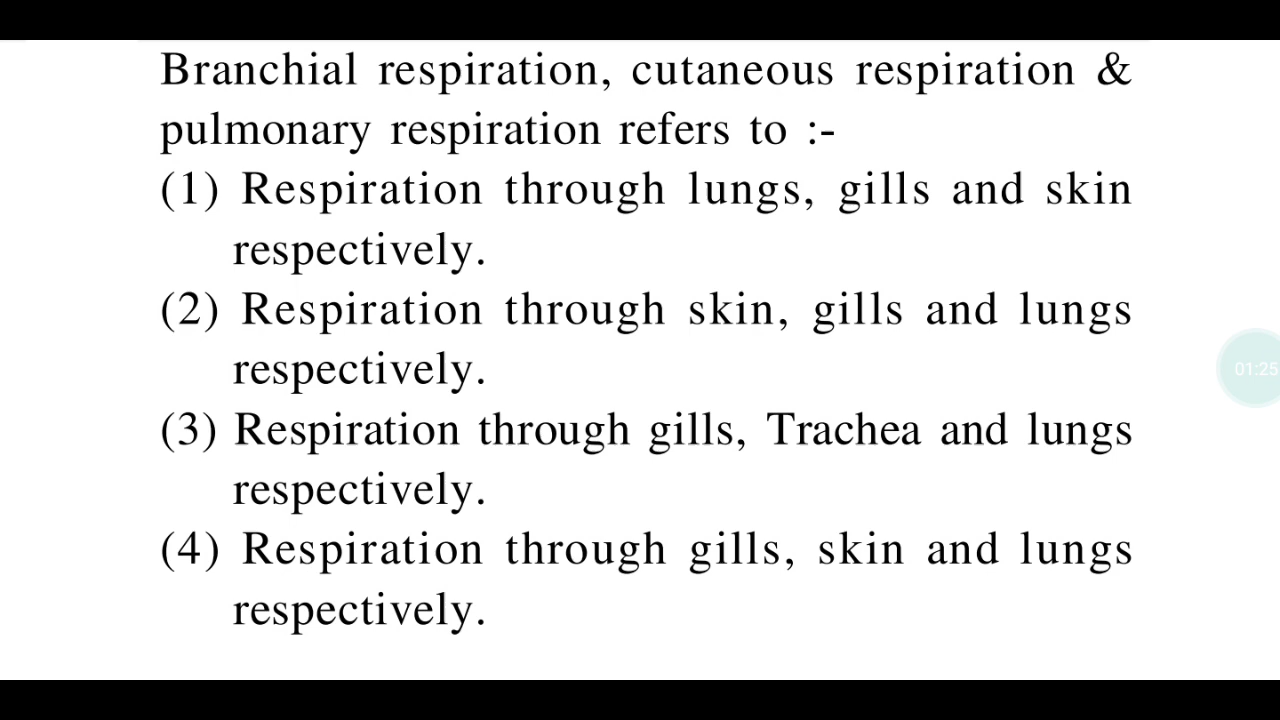 Branchial respiration, cutaneous respiration &
pulmonary respiration refers to :-
(1) Respiration through lungs, gills and skin
respectively.
(2) Respiration through skin, gills and lungs
respectively.
(3) Respiration through gills, Trachea and lungs
respectively.
(4) Respiration through gills, skin and lungs
respectively.
01:25